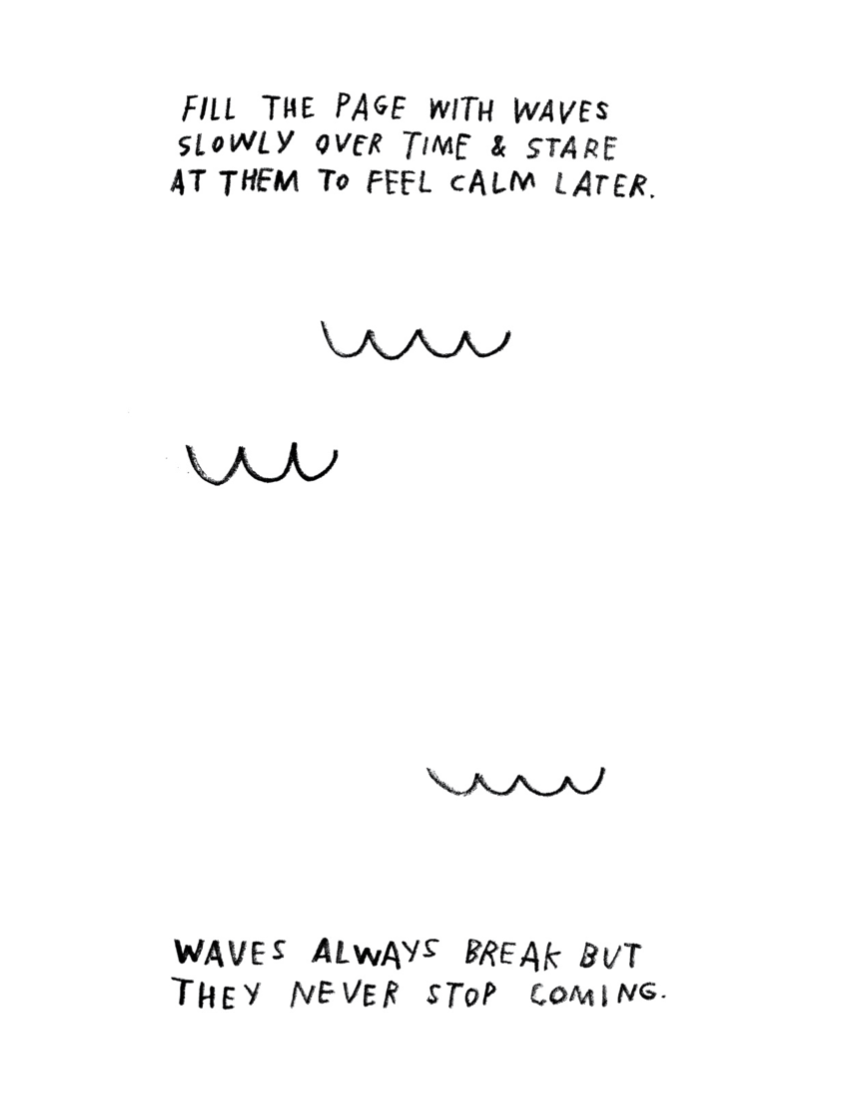 FILL THE PAGE WITH WAVES
SLOWLY OVER TIME & STARE
AT THEM TO FEEL CALM LATER.
WAVES ALWAYS BREAK BUT
THEY NEVER STOP COMING.